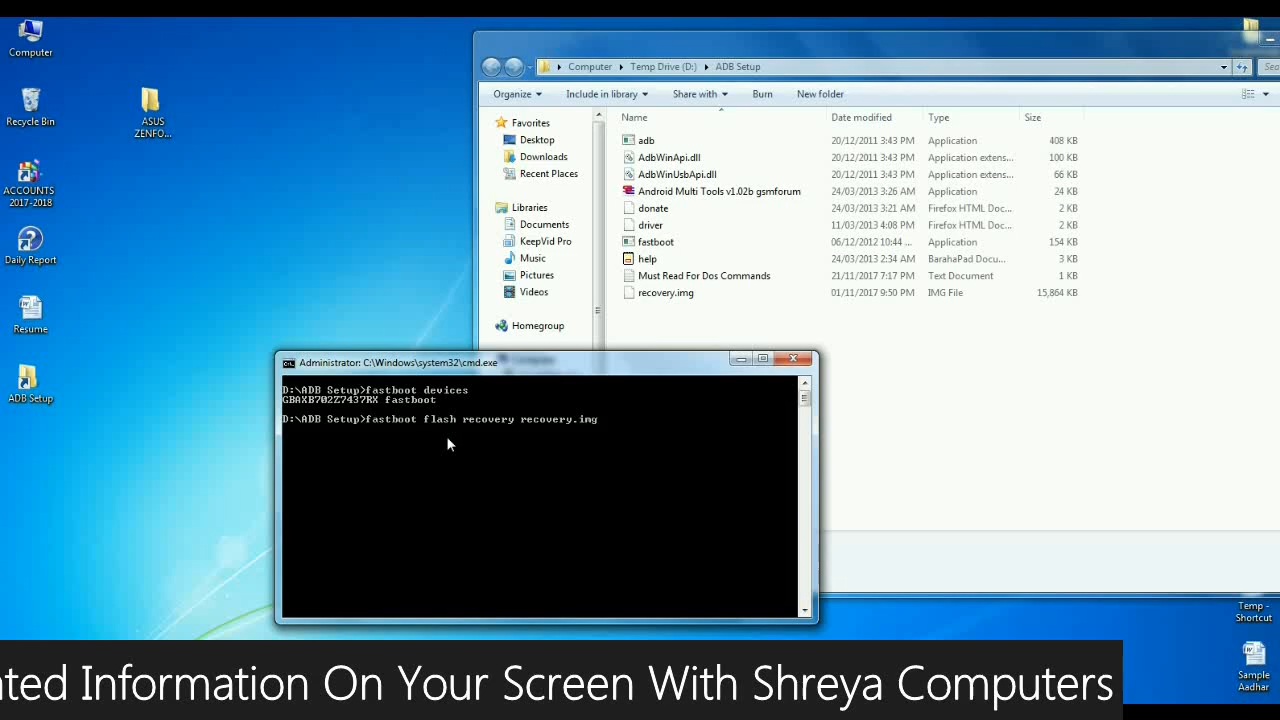 Computer
Recycle Bin
ASUS
ZENFO...
ACCOUNTS
2017-2018
Daily Report
Resume
ADB Setup
Computer Temp Drive (D:) ADB Setup
Organize Include in library Share with Burn New folder
Favorites
Desktop
Downloads
Recent Places
Libraries
Documents
KeepVid Pro
Music
Pictures
Videos
Homegroup
Name Date modified Type Size
adb 20/12/2011 3:43 PM Application 408 KB
AdbWinApi.dll 20/12/2011 3:43 PM Application extens... 100 KB
AdbWinUsbApi.dll 20/12/2011 3:43 PM Application extens... 66 KB
Android Multi Tools v1.02b gsmforum 24/03/2013 3:26 AM Application 24 KB
donate 24/03/2013 3:21 AM Firefox HTML Doc... 2 KB
driver 11/03/2013 4:08 PM Firefox HTML Doc... 2 KB
fastboot 06/12/2012 10:44 ... Application 154 KB
help 24/03/2013 2:34 AM BarahaPad Docu... 3 KB
Must Read For Dos Commands 21/11/2017 7:17 PM Text Document 1 KB
recovery.img 01/11/2017 9:50 PM IMG File 15,864 KB
Administrator: C:\Windows\system32\cmd.exe
D:\ADB Setup>fastboot devices
GBAXB702Z7437RX fastboot
D:\ADB Setup>fastboot flash recovery recovery.img
Temp -
Shortcut
Sample
Aadhar
ated Information On Your Screen With Shreya Computers